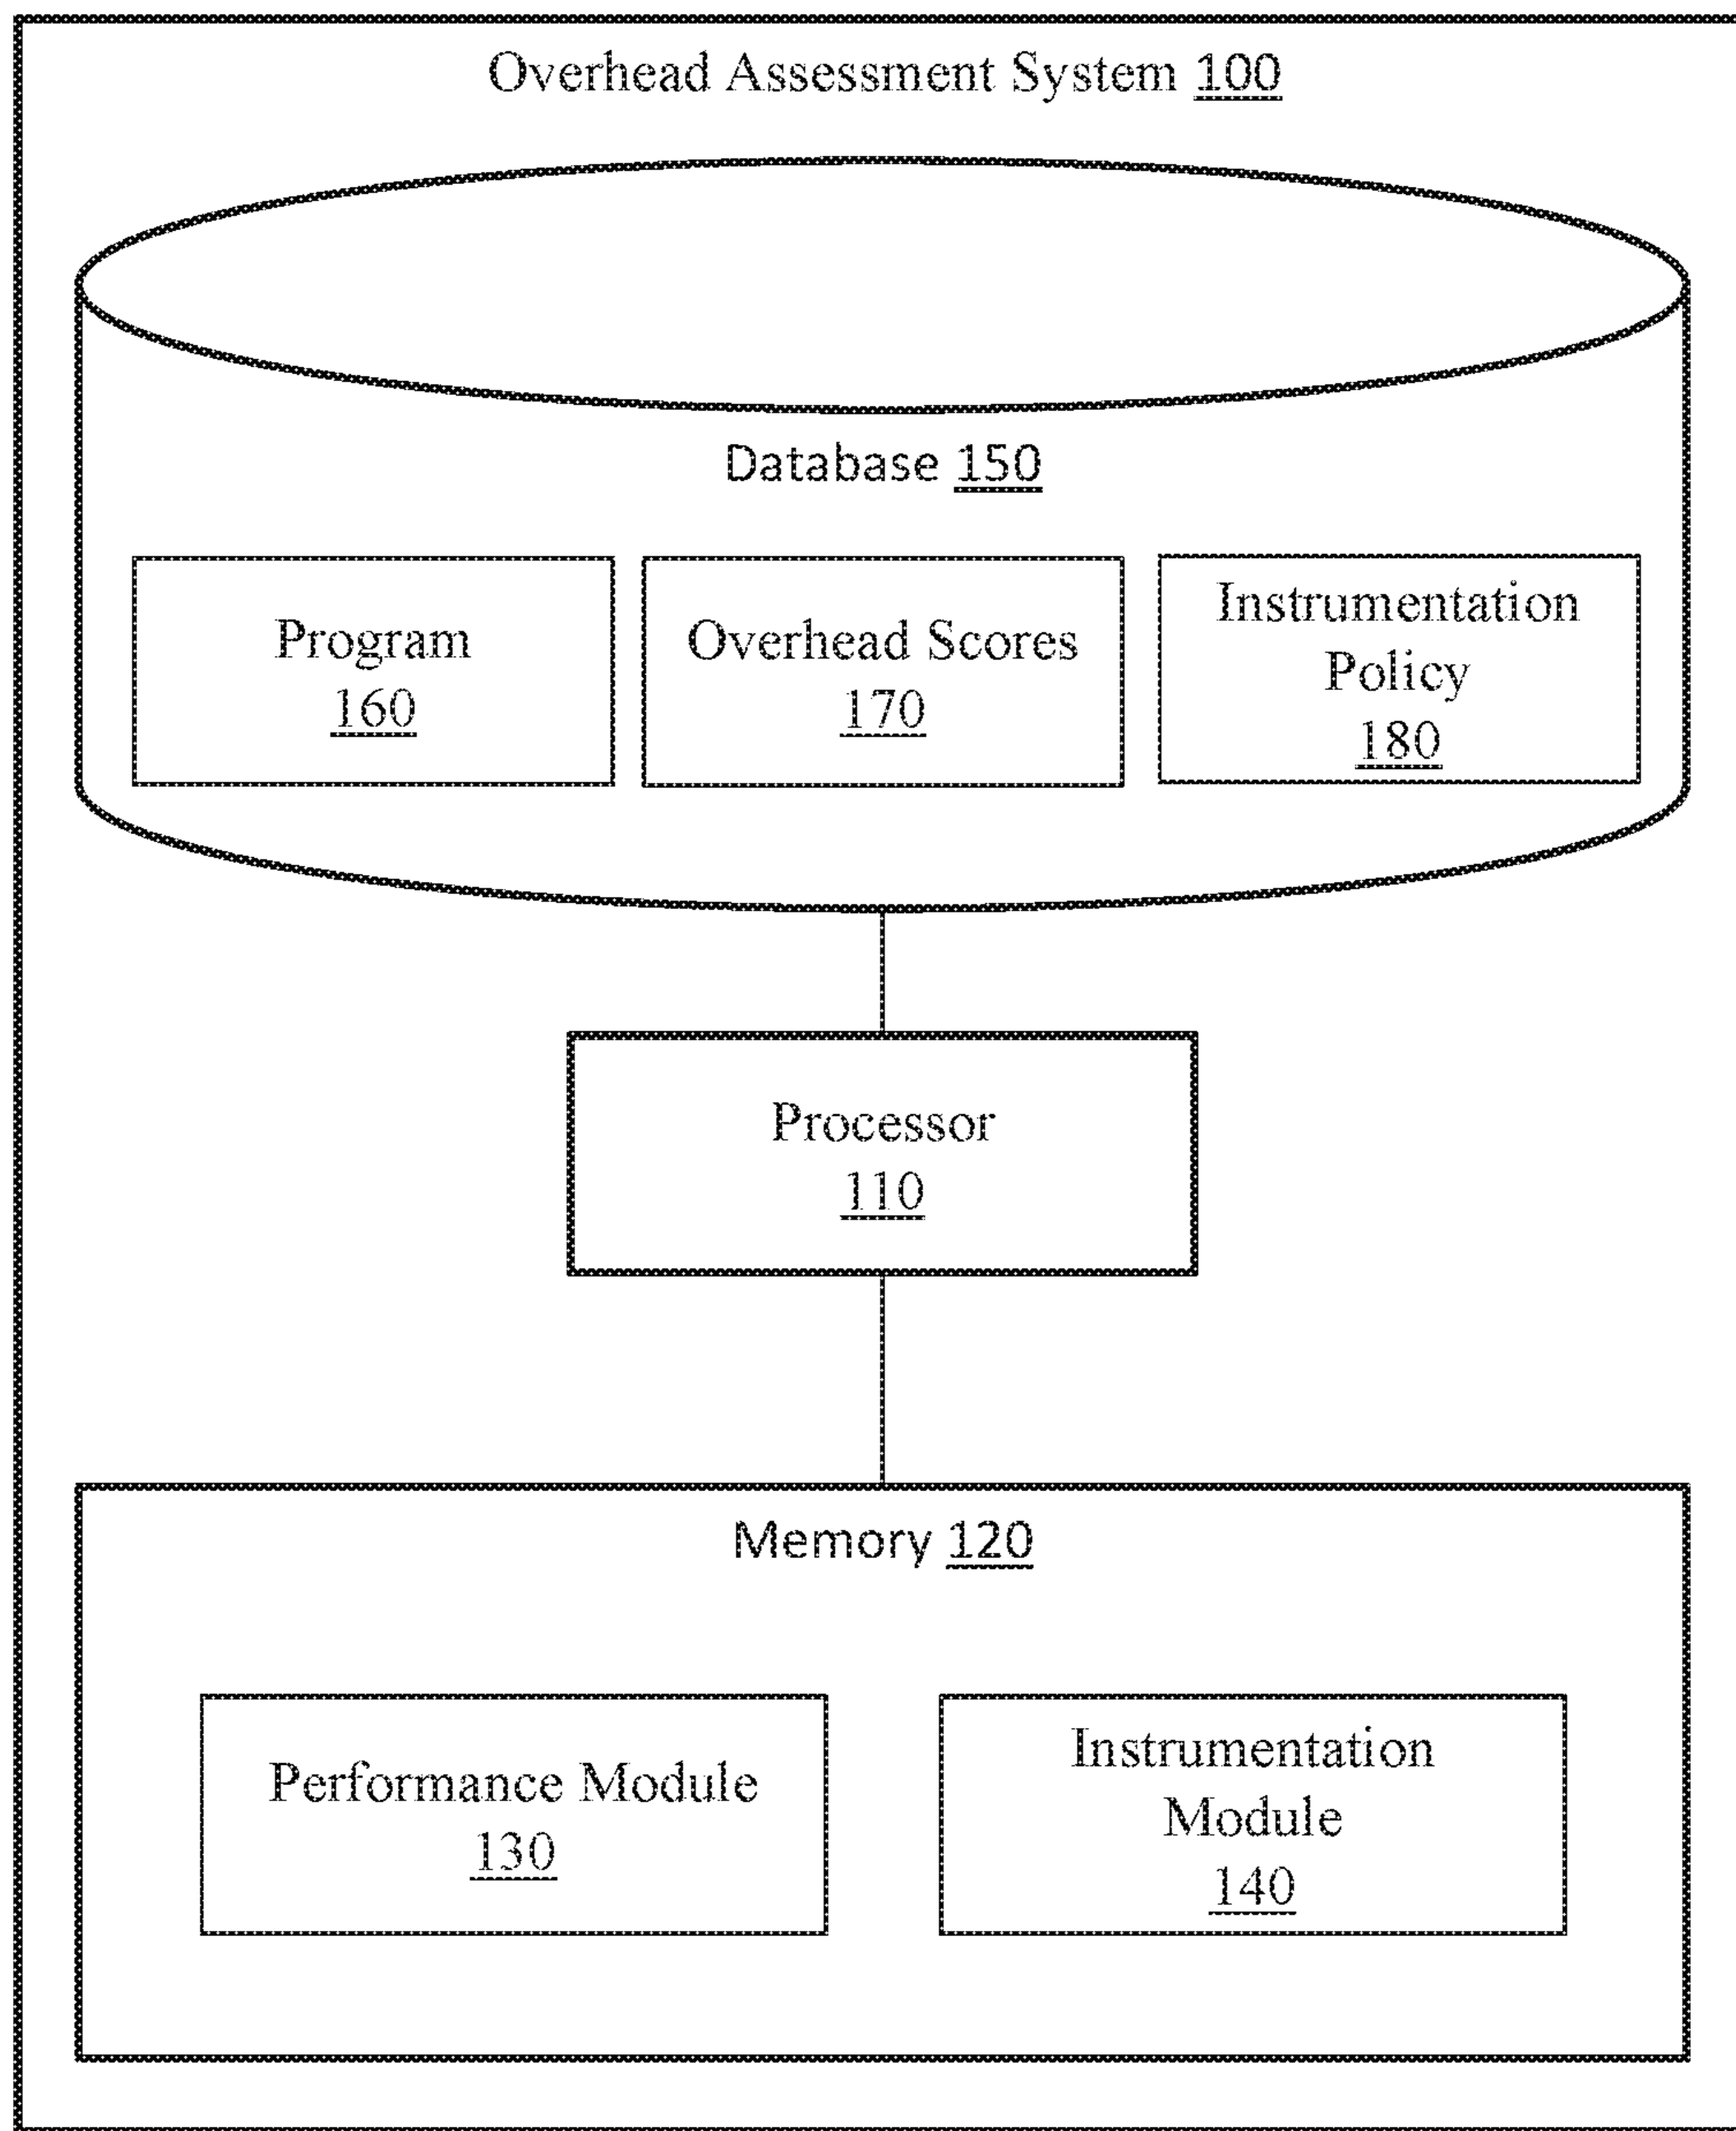 Overhead Assessment System 100
Database 150
Program
160
Overhead Scores
170
Instrumentation
Policy
180
Processor
110
Memory 120
Performance Module
130
Instrumentation
Module
140